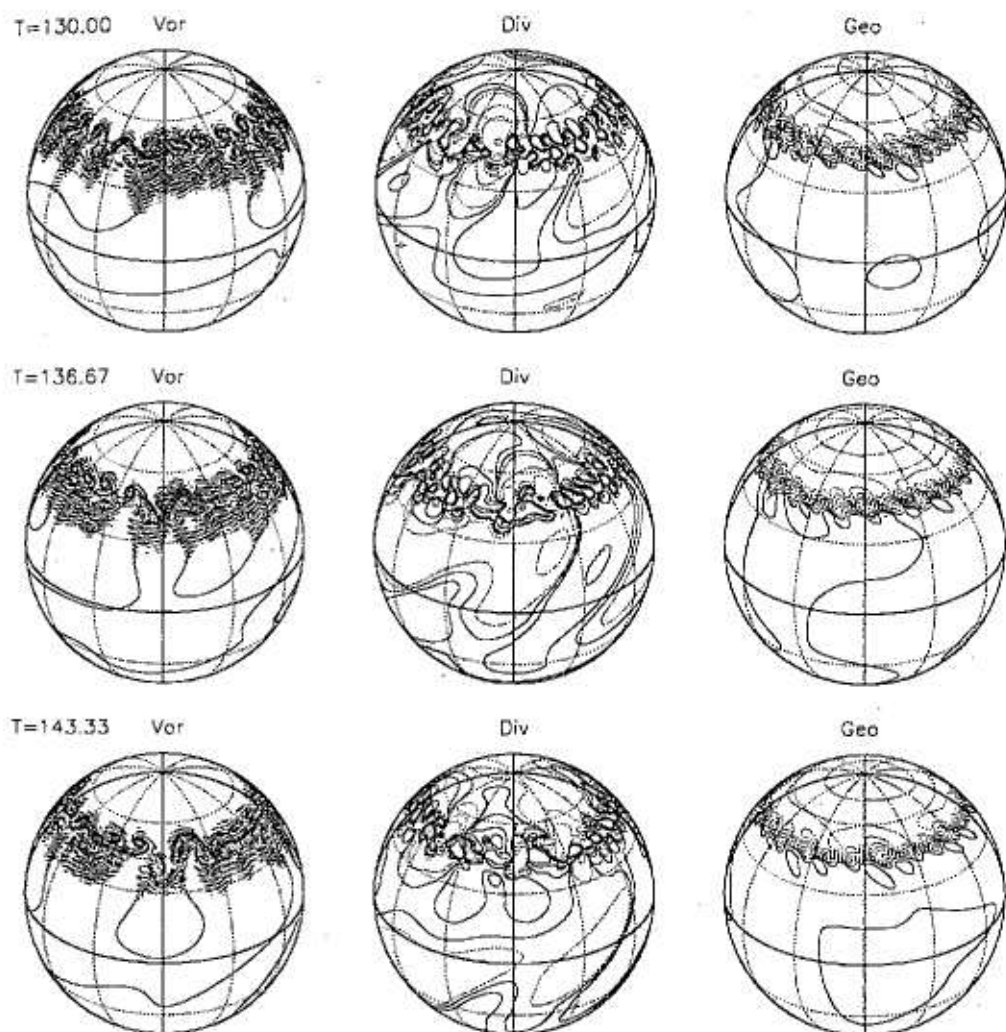 T=130.00 Vor Div Geo
T=136.67 Vor Div Geo
T=143.33 Vor Div Geo